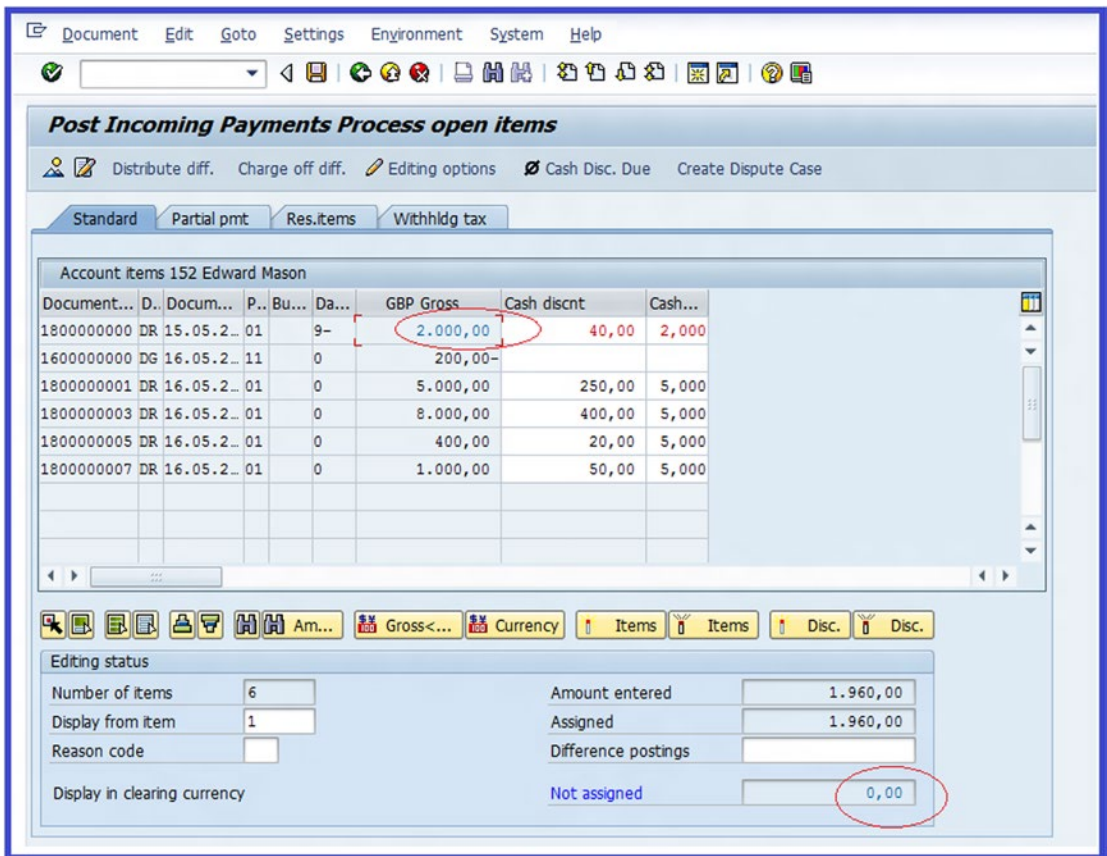 Document Edit Goto Settings Environment System Help
Post Incoming Payments Process open items
Distribute diff. Charge off diff. Editing options Cash Disc. Due Create Dispute Case
Standard Partial pmt Res.items Withhldg tax
Account items 152 Edward Mason
Document... D.. Docum... P.. Bu... Da... GBP Gross Cash discnt Cash...
1800000000 DR 15.05.2… 01 9- 2.000,00 40,00 2,000
1600000000 DG 16.05.2… 11 0 200,00-
1800000001 DR 16.05.2… 01 0 5.000,00 250,00 5,000
1800000003 DR 16.05.2… 01 0 8.000,00 400,00 5,000
1800000005 DR 16.05.2… 01 0 400,00 20,00 5,000
1800000007 DR 16.05.2… 01 0 1.000,00 50,00 5,000
Am... Gross<... Currency Items Items Disc. Disc.
Editing status
Number of items 6 Amount entered 1.960,00
Display from item 1 Assigned 1.960,00
Reason code Difference postings
Display in clearing currency Not assigned 0,00